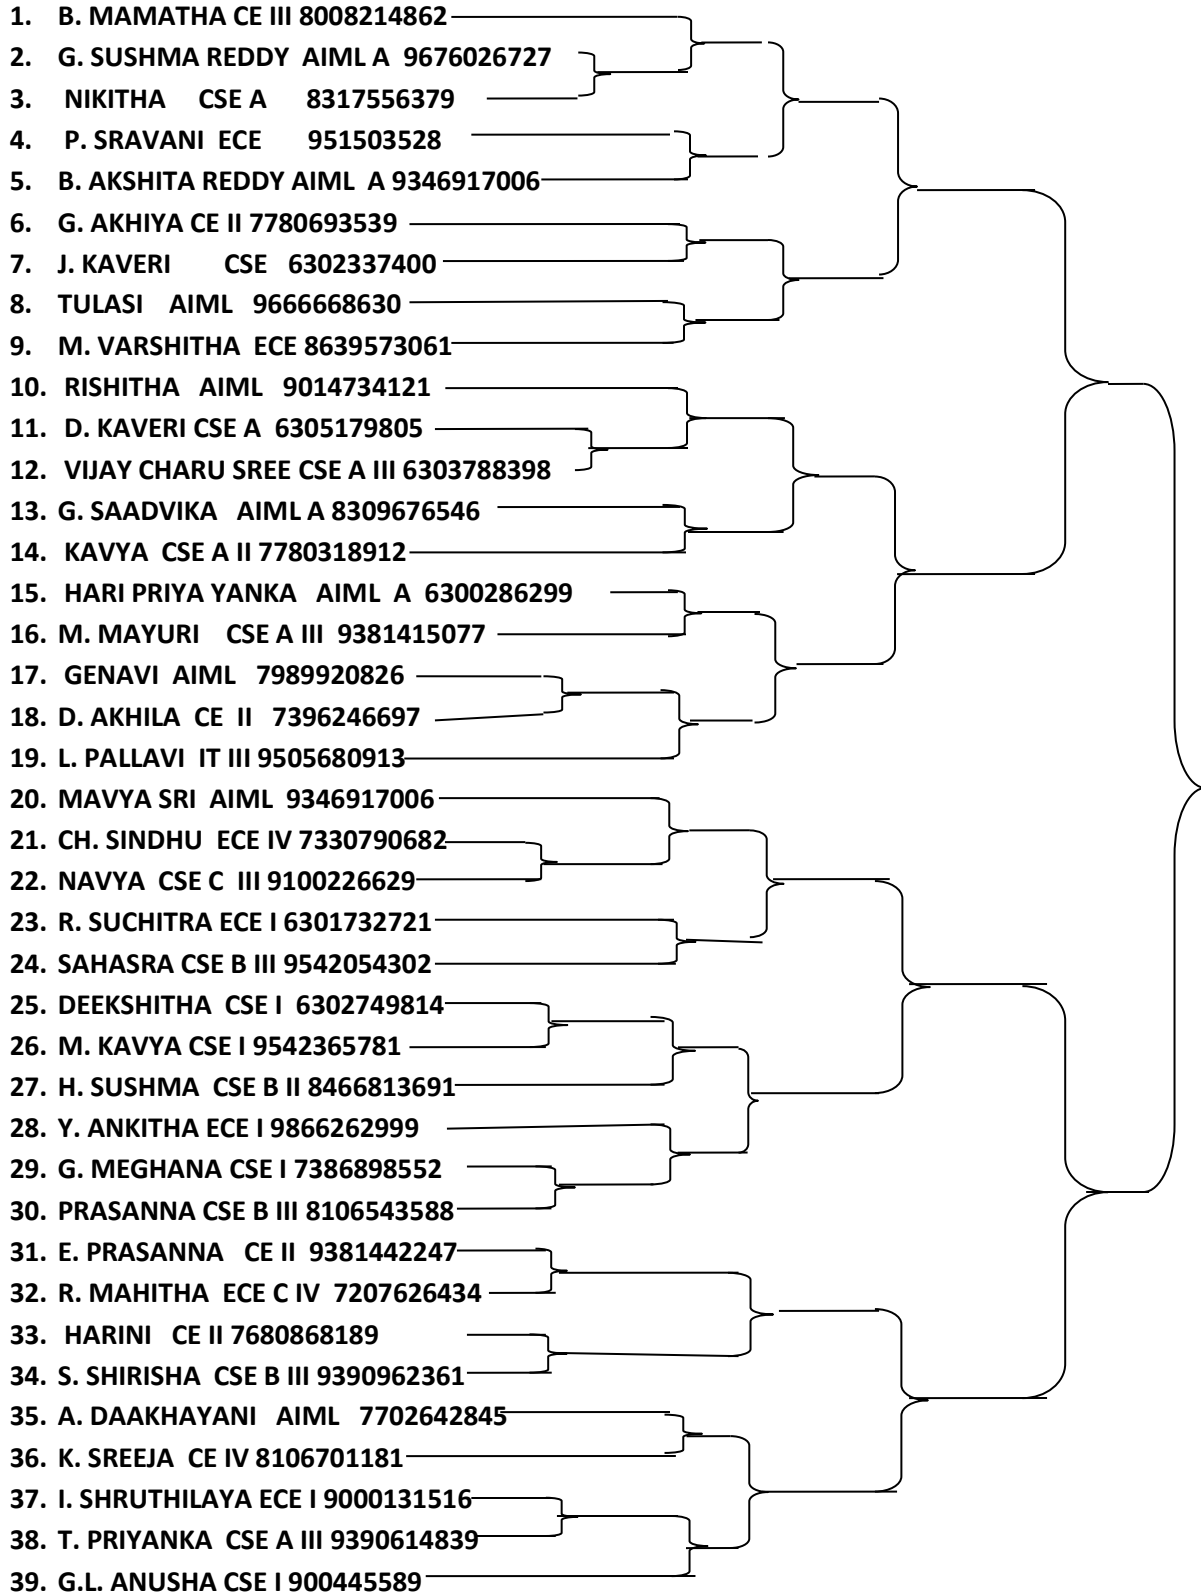 1. B. MAMATHA CE III 8008214862
2. G. SUSHMA REDDY AIML A 9676026727
3. NIKITHA CSE A 8317556379
4. P. SRAVANI ECE 951503528
5. B. AKSHITA REDDY AIML A 9346917006
6. G. AKHIYA CE II 7780693539
7. J. KAVERI CSE 6302337400
8. TULASI AIML 9666668630
9. M. VARSHITHA ECE 8639573061
10. RISHITHA AIML 9014734121
11. D. KAVERI CSE A 6305179805
12. VIJAY CHARU SREE CSE A III 6303788398
13. G. SAADVIKA AIML A 8309676546
14. KAVYA CSE A II 7780318912
15. HARI PRIYA YANKA AIML A 6300286299
16. M. MAYURI CSE A III 9381415077
17. GENAVI AIML 7989920826
18. D. AKHILA CE II 7396246697
19. L. PALLAVI IT III 9505680913
20. MAVYA SRI AIML 9346917006
21. CH. SINDHU ECE IV 7330790682
22. NAVYA CSE C III 9100226629
23. R. SUCHITRA ECE I 6301732721
24. SAHASRA CSE B III 9542054302
25. DEEKSHITHA CSE I 6302749814
26. M. KAVYA CSE I 9542365781
27. H. SUSHMA CSE B II 8466813691
28. Y. ANKITHA ECE I 9866262999
29. G. MEGHANA CSE I 7386898552
30. PRASANNA CSE B III 8106543588
31. E. PRASANNA CE II 9381442247
32. R. MAHITHA ECE C IV 7207626434
33. HARINI CE II 7680868189
34. S. SHIRISHA CSE B III 9390962361
35. A. DAAKHAYANI AIML 7702642845
36. K. SREEJA CE IV 8106701181
37. I. SHRUTHILAYA ECE I 9000131516
38. T. PRIYANKA CSE A III 9390614839
39. G.L. ANUSHA CSE I 900445589